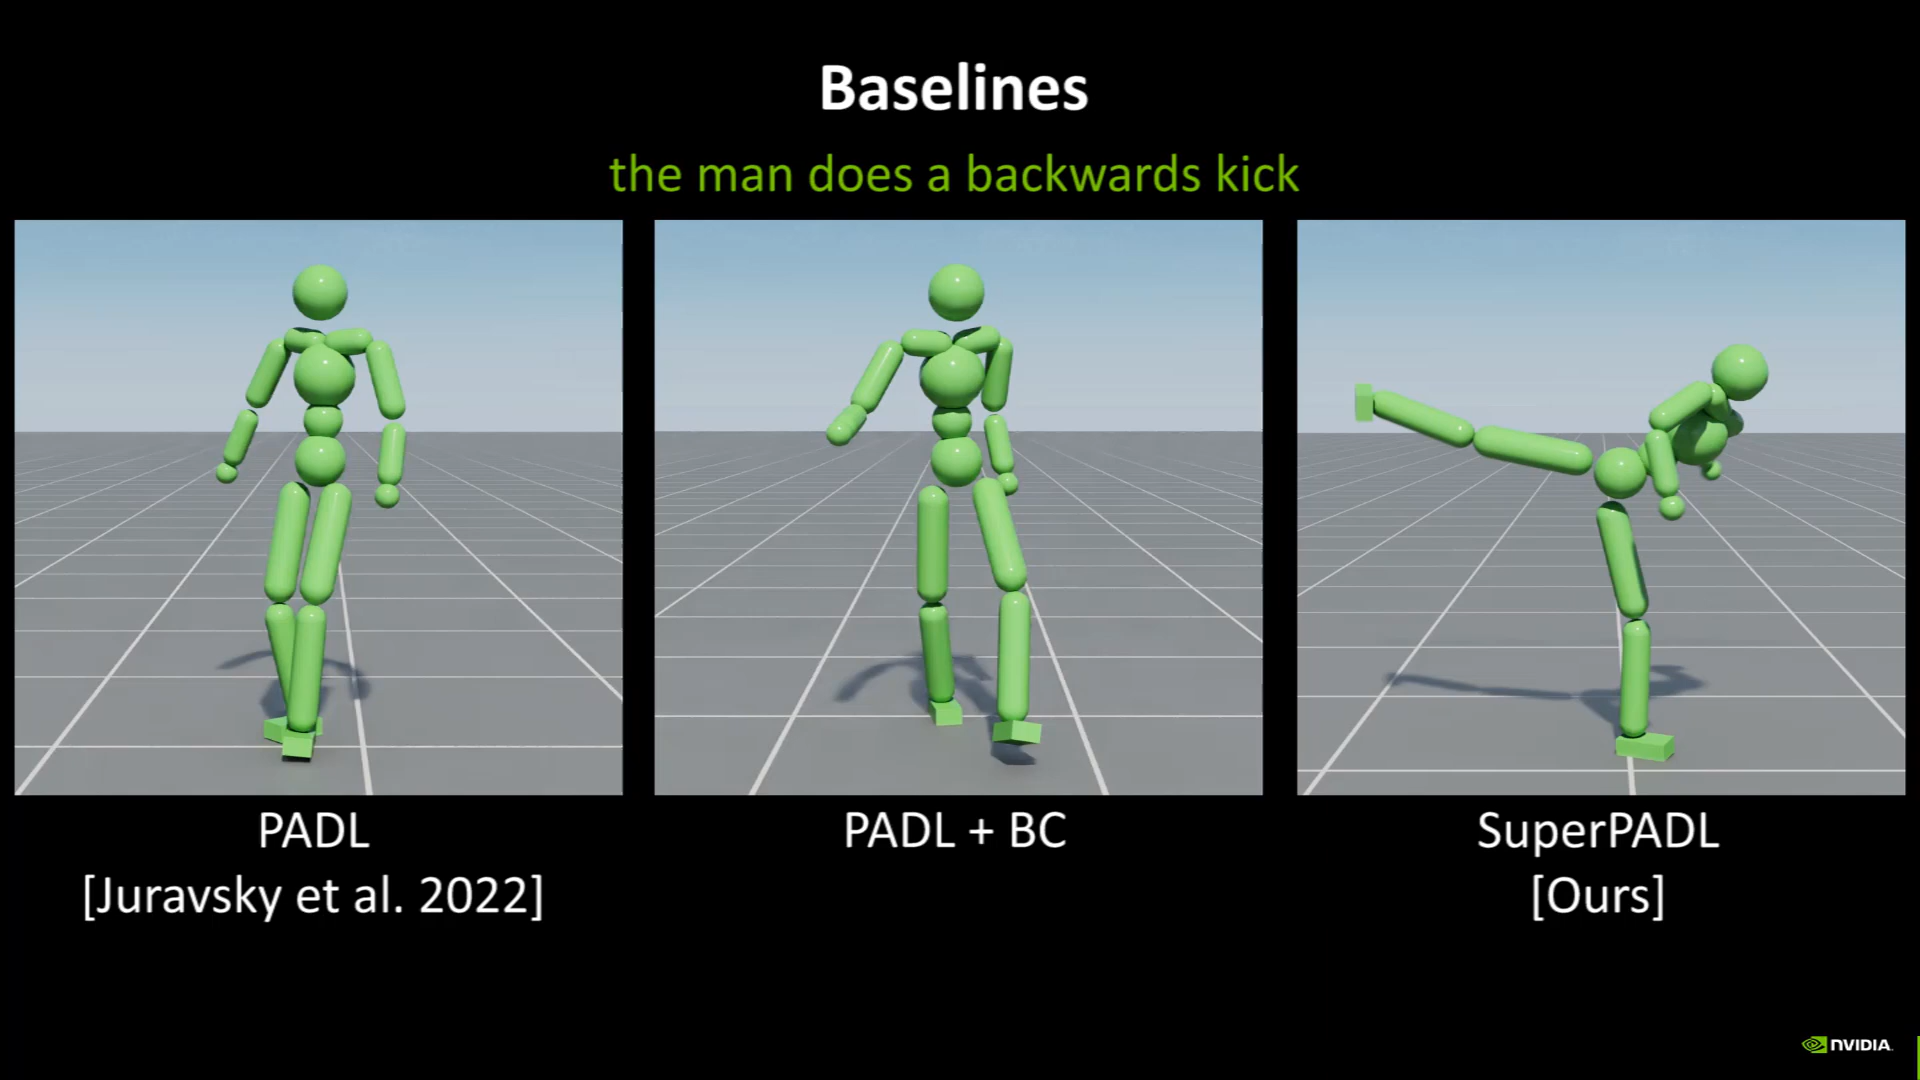 Baselines
the man does a backwards kick
PADL
[Juravsky et al. 2022]
PADL + BC
SuperPADL
[Ours]
NVIDIA.